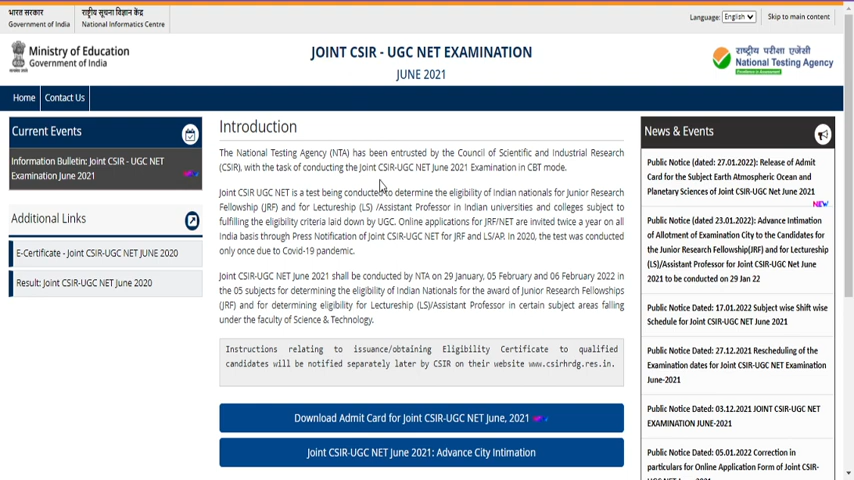 भारत सरकार
Government of India
राष्ट्रीय सूचना विज्ञान केंद्र
National Informatics Centre
Language: English
Skip to main content
Ministry of Education
Government of India
JOINT CSIR - UGC NET EXAMINATION
JUNE 2021
राष्ट्रीय परीक्षा एजेंसी
National Testing Agency
Excellence in Assessment
Home
Contact Us
Current Events
Information Bulletin: Joint CSIR - UGC NET
Examination June 2021
Additional Links
E-Certificate - Joint CSIR-UGC NET JUNE 2020
Result: Joint CSIR-UGC NET June 2020
Introduction
The National Testing Agency (NTA) has been entrusted by the Council of Scientific and Industrial Research
(CSIR), with the task of conducting the Joint CSIR-UGC NET June 2021 Examination in CBT mode.
Joint CSIR UGC NET is a test being conducted to determine the eligibility of Indian nationals for Junior Research
Fellowship (JRF) and for Lectureship (LS) /Assistant Professor in Indian universities and colleges subject to
fulfilling the eligibility criteria laid down by UGC. Online applications for JRF/NET are invited twice a year on all
India basis through Press Notification of Joint CSIR-UGC NET for JRF and LS/AP. In 2020, the test was conducted
only once due to Covid-19 pandemic.
Joint CSIR-UGC NET June 2021 shall be conducted by NTA on 29 January, 05 February and 06 February 2022 in
the 05 subjects for determining the eligibility of Indian Nationals for the award of Junior Research Fellowships
(JRF) and for determining eligibility for Lectureship (LS)/Assistant Professor in certain subject areas falling
under the faculty of Science & Technology.
Instructions relating to issuance/obtaining Eligibility Certificate to qualified
candidates will be notified separately later by CSIR on their website www.csirhrdg.res.in.
Download Admit Card for Joint CSIR-UGC NET June, 2021
Joint CSIR-UGC NET June 2021: Advance City Intimation
News & Events
Public Notice (dated: 27.01.2022): Release of Admit
Card for the Subject Earth Atmospheric Ocean and
Planetary Sciences of Joint CSIR-UGC Net June 2021
NEW
Public Notice (dated 23.01.2022): Advance Intimation
of Allotment of Examination City to the Candidates for
the Junior Research Fellowship(JRF) and for Lectureship
(LS)/Assistant Professor for Joint CSIR-UGC Net June
2021 to be conducted on 29 Jan 22
Public Notice Dated: 17.01.2022 Subject wise Shift wise
Schedule for Joint CSIR-UGC NET June 2021
Public Notice Dated: 27.12.2021 Rescheduling of the
Examination dates for Joint CSIR-UGC NET Examination
June-2021
Public Notice Dated: 03.12.2021 JOINT CSIR-UGC NET
EXAMINATION JUNE-2021
Public Notice Dated: 05.01.2022 Correction in
particulars for Online Application Form of Joint CSIR-
UGC NET June 2021